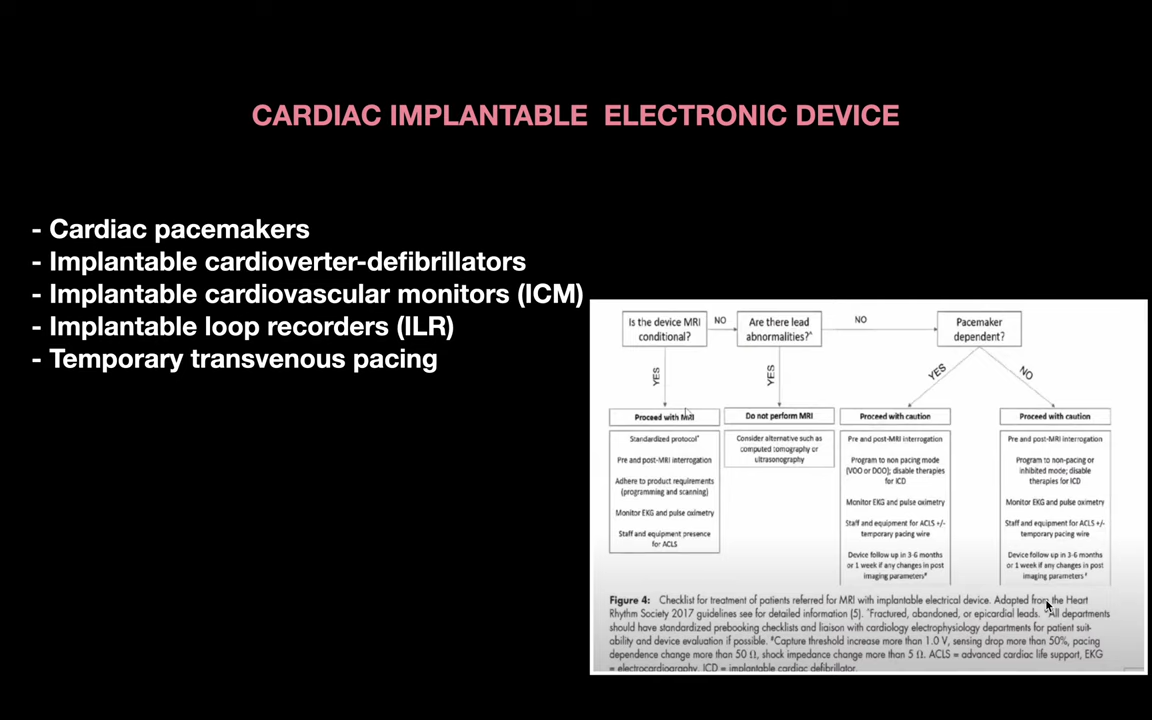 CARDIAC IMPLANTABLE ELECTRONIC DEVICE
- Cardiac pacemakers
- Implantable cardioverter-defibrillators
- Implantable cardiovascular monitors (ICM)
- Implantable loop recorders (ILR)
- Temporary transvenous pacing
Is the device MRI
conditional?
NO
Are there lead
abnormalities?^
NO
Pacemaker
dependent?
YES
YES
YES
NO
Proceed with MRI
Standardized protocol*
Pre and post-MRI interrogation
Adhere to product requirements
(programming and scanning)
Monitor EKG and pulse oximetry
Staff and equipment presence
for ACLS
Do not perform MRI
Consider alternative such as
computed tomography or
ultrasonography
Proceed with caution
Pre and post-MRI interrogation
Program to non pacing mode
(VOO or DOO); disable therapies
for ICD
Monitor EKG and pulse oximetry
Staff and equipment for ACLS +/-
temporary pacing wire
Device follow up in 3-6 months
or 1 week if any changes in post
imaging parameters#
Proceed with caution
Pre and post-MRI interrogation
Program to non-pacing or
inhibited mode; disable
therapies for ICD
Monitor EKG and pulse oximetry
Staff and equipment for ACLS +/-
temporary pacing wire
Device follow up in 3-6 months
or 1 week if any changes in post
imaging parameters #
Figure 4: Checklist for treatment of patients referred for MRI with implantable electrical device. Adapted from the Heart
Rhythm Society 2017 guidelines see for detailed information (5). ^Fractured, abandoned, or epicardial leads. *All departments
should have standardized prebooking checklists and liaison with cardiology electrophysiology departments for patient suit-
ability and device evaluation if possible. #Capture threshold increase more than 1.0 V, sensing drop more than 50%, pacing
dependence change more than 50 Ω, shock impedance change more than 5 Ω. ACLS = advanced cardiac life support, EKG
= electrocardiography, ICD = implantable cardiac defibrillator.